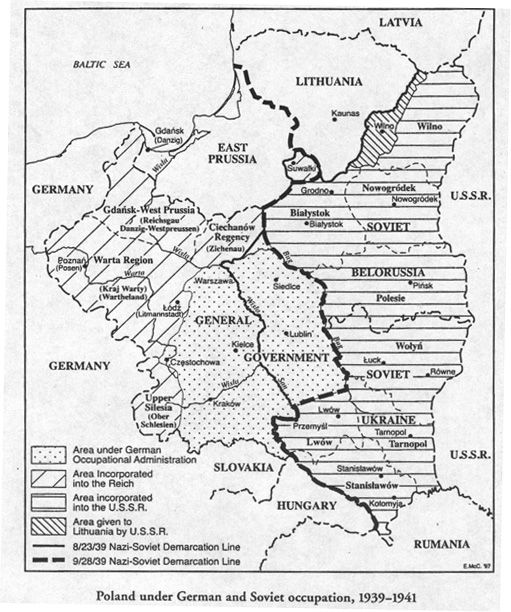 LATVIA
BALTIC SEA
LITHUANIA
Kaunas
Gdańsk
(Danzig)
Wisła
EAST
PRUSSIA
Wilno
Wilno
Suwałki
GERMANY
Grodno
Nowogródek
Nowogródek
U.S.S.R.
Gdańsk-West Prussia
(Reichsgau
Danzig-Westpreussen)
Ciechanów
Regency
(Zichenau)
Białystok
Białystok
SOVIET
Wisła
Bug
Poznań
(Posen)
Warta Region
Warta
(Kraj Warty)
(Wartheland)
Warszawa
Siedlce
BELORUSSIA
Pińsk
Polesie
Łódź
(Litmannstadt)
GENERAL
Wisła
Lublin
Kielce
GOVERNMENT
Bug
Wołyń
Łuck
Równe
SOVIET
GERMANY
Częstochowa
Wisła
San
Upper
Silesia
(Ober
Schlesien)
Kraków
Lwów
UKRAINE
Przemyśl
Tarnopol
Lwów
Tarnopol
U.S.S.R.
SLOVAKIA
Stanisławów
Stanisławów
Kołomyja
HUNGARY
RUMANIA
Area under German
Occupational Administration
Area Incorporated
into the Reich
Area incorporated
into the U.S.S.R.
Area given to
Lithuania by U.S.S.R.
8/23/39 Nazi-Soviet Demarcation Line
9/28/39 Nazi-Soviet Demarcation Line
E.McC. '97
Poland under German and Soviet occupation, 1939–1941